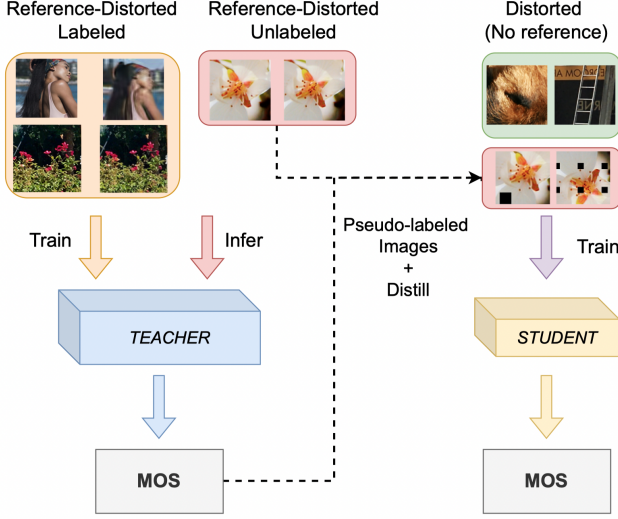 Reference-Distorted
Labeled
Reference-Distorted
Unlabeled
Distorted
(No reference)
Train
Infer
Pseudo-labeled
Images
+
Distill
Train
TEACHER
STUDENT
MOS
MOS